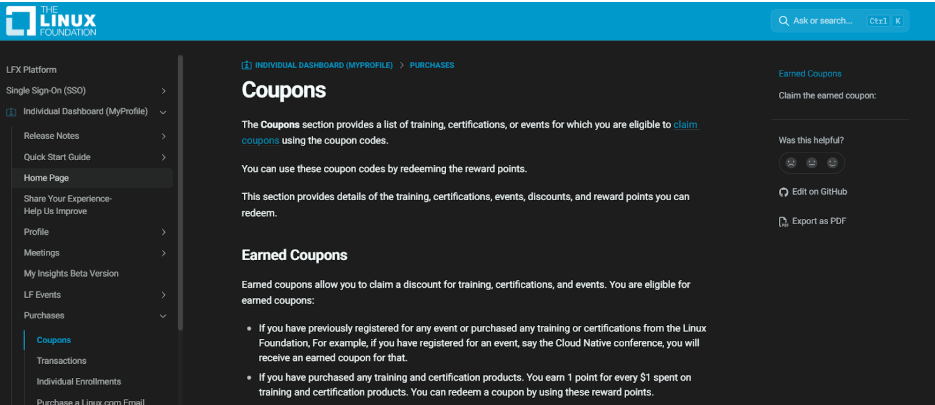 THE
LINUX
FOUNDATION
Ask or search... Ctrl K
LFX Platform
Single Sign-On (SSO)
Individual Dashboard (MyProfile)
Release Notes
Quick Start Guide
Home Page
Share Your Experience-
Help Us Improve
Profile
Meetings
My Insights Beta Version
LF Events
Purchases
Coupons
Transactions
Individual Enrollments
Purchase a Linux.com Email
INDIVIDUAL DASHBOARD (MYPROFILE) > PURCHASES
Coupons
The Coupons section provides a list of training, certifications, or events for which you are eligible to claim
coupons using the coupon codes.
You can use these coupon codes by redeeming the reward points.
This section provides details of the training, certifications, events, discounts, and reward points you can
redeem.
Earned Coupons
Earned coupons allow you to claim a discount for training, certifications, and events. You are eligible for
earned coupons:
• If you have previously registered for any event or purchased any training or certifications from the Linux
Foundation, For example, if you have registered for an event, say the Cloud Native conference, you will
receive an earned coupon for that.
• If you have purchased any training and certification products. You earn 1 point for every $1 spent on
training and certification products. You can redeem a coupon by using these reward points.
Earned Coupons
Claim the earned coupon:
Was this helpful?
Edit on GitHub
Export as PDF